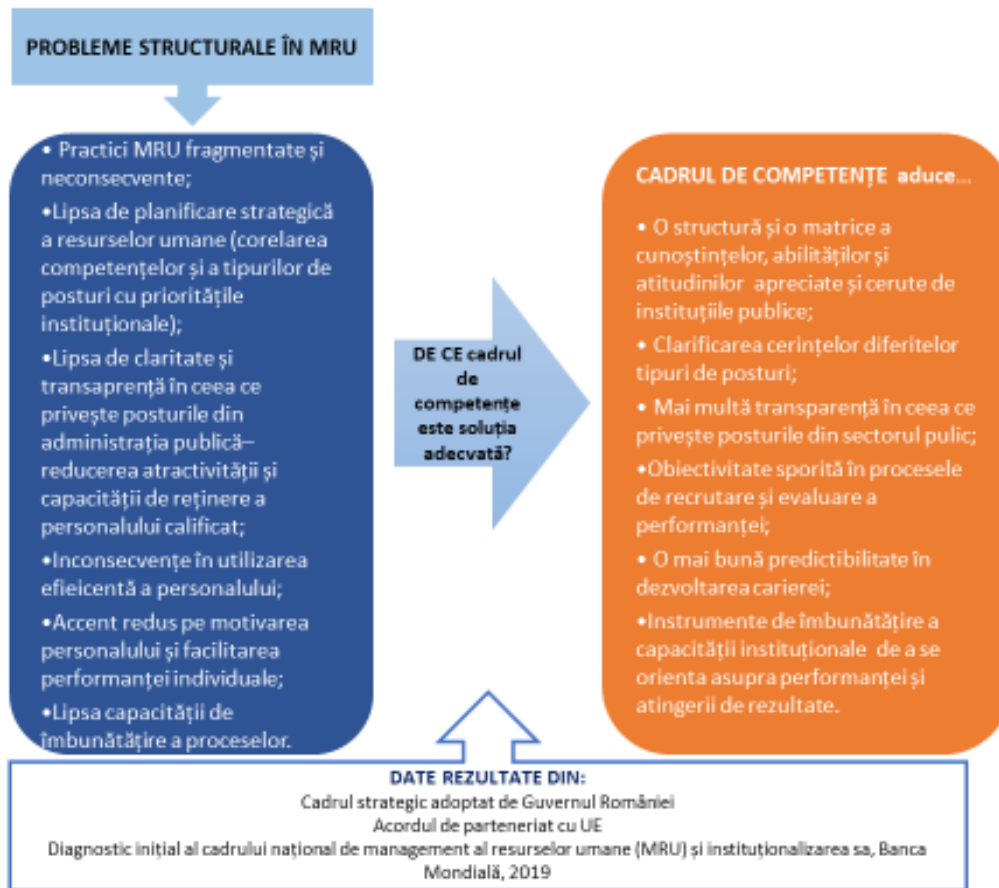 PROBLEME STRUCTURALE ÎN MRU
• Practici MRU fragmentate și
neconsecvente;
•Lipsa de planificare strategică
a resurselor umane (corelarea
competențelor și a tipurilor de
posturi cu prioritățile
instituționale);
•Lipsa de claritate și
transaprență în ceea ce
privește posturile din
administrația publică–
reducerea atractivității și
capacității de reținere a
personalului calificat;
•Inconsecvențe în utilizarea
efieicentă a personalului;
•Accent redus pe motivarea
personalului și facilitarea
performanței individuale;
•Lipsa capacității de
îmbunătățire a proceselor.
DE CE cadrul
de
competențe
este soluția
adecvată?
CADRUL DE COMPETENȚE aduce...
• O structură și o matrice a
cunoștințelor, abilităților și
atitudinilor apreciate și cerute de
instituțiile publice;
• Clarificarea cerințelor diferitelor
tipuri de posturi;
• Mai multă transparență în ceea ce
privește posturile din sectorul pulic;
•Obiectivitate sporită în procesele
de recrutare și evaluare a
performanței;
• O mai bună predictibilitate în
dezvoltarea carierei;
•Instrumente de îmbunătățire a
capacității instituționale de a se
orienta asupra performanței și
atingerii de rezultate.
DATE REZULTATE DIN:
Cadrul strategic adoptat de Guvernul României
Acordul de parteneriat cu UE
Diagnostic inițial al cadrului național de management al resurselor umane (MRU) și instituționalizarea sa, Banca
Mondială, 2019